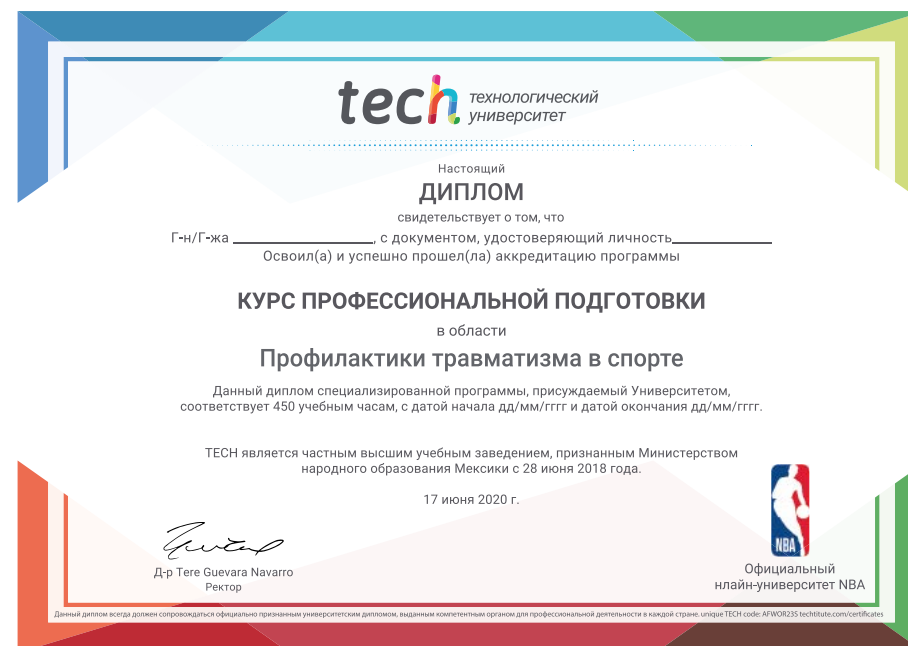 tech технологический
университет
Настоящий
ДИПЛОМ
свидетельствует о том, что
Г-н/Г-жа ____________________, с документом, удостоверяющий личность______________
Освоил(а) и успешно прошел(ла) аккредитацию программы
КУРС ПРОФЕССИОНАЛЬНОЙ ПОДГОТОВКИ
в области
Профилактики травматизма в спорте
Данный диплом специализированной программы, присуждаемый Университетом,
соответствует 450 учебным часам, с датой начала дд/мм/гггг и датой окончания дд/мм/гггг.
TECH является частным высшим учебным заведением, признанным Министерством
народного образования Мексики с 28 июня 2018 года.
17 июня 2020 г.
Д-р Tere Guevara Navarro
Ректор
NBA
Официальный
нлайн-университет NBA
Данный диплом всегда должен сопровождаться официально признанным университетским дипломом, выданным компетентным органом для профессиональной деятельности в каждой стране. unique TECH code: AFWOR23S techtitute.com/certificates